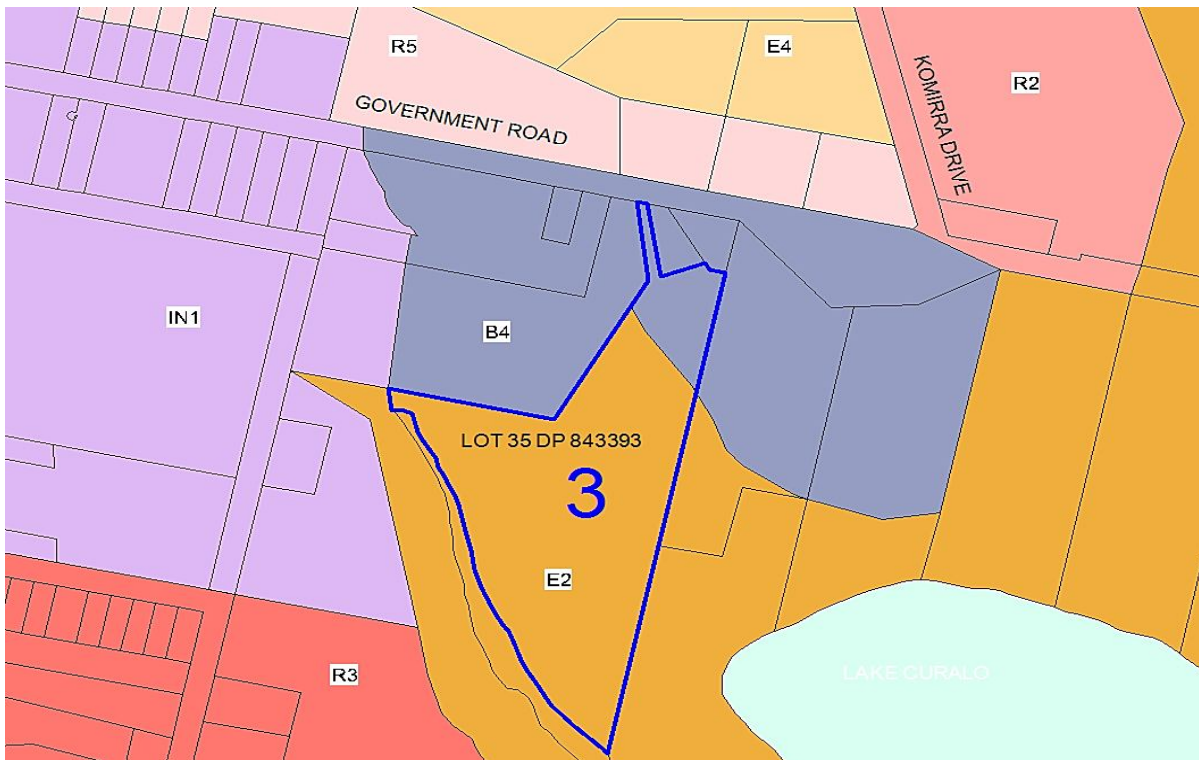 R5
E4
R2
KOMIRRA DRIVE
GOVERNMENT ROAD
IN1
B4
LOT 35 DP 843393
3
E2
R3
LAKE CURALO